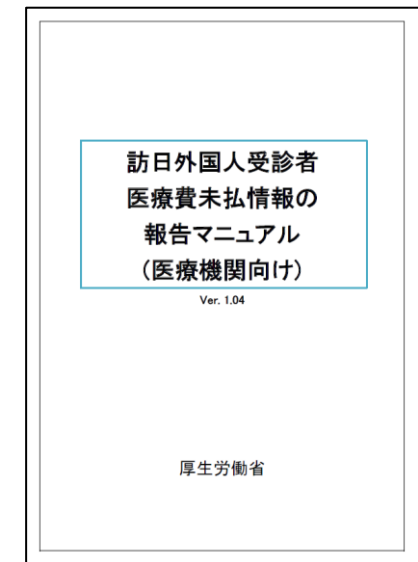 訪日外国人受診者
医療費未払情報の
報告マニュアル
（医療機関向け）
Ver. 1.04
厚生労働省